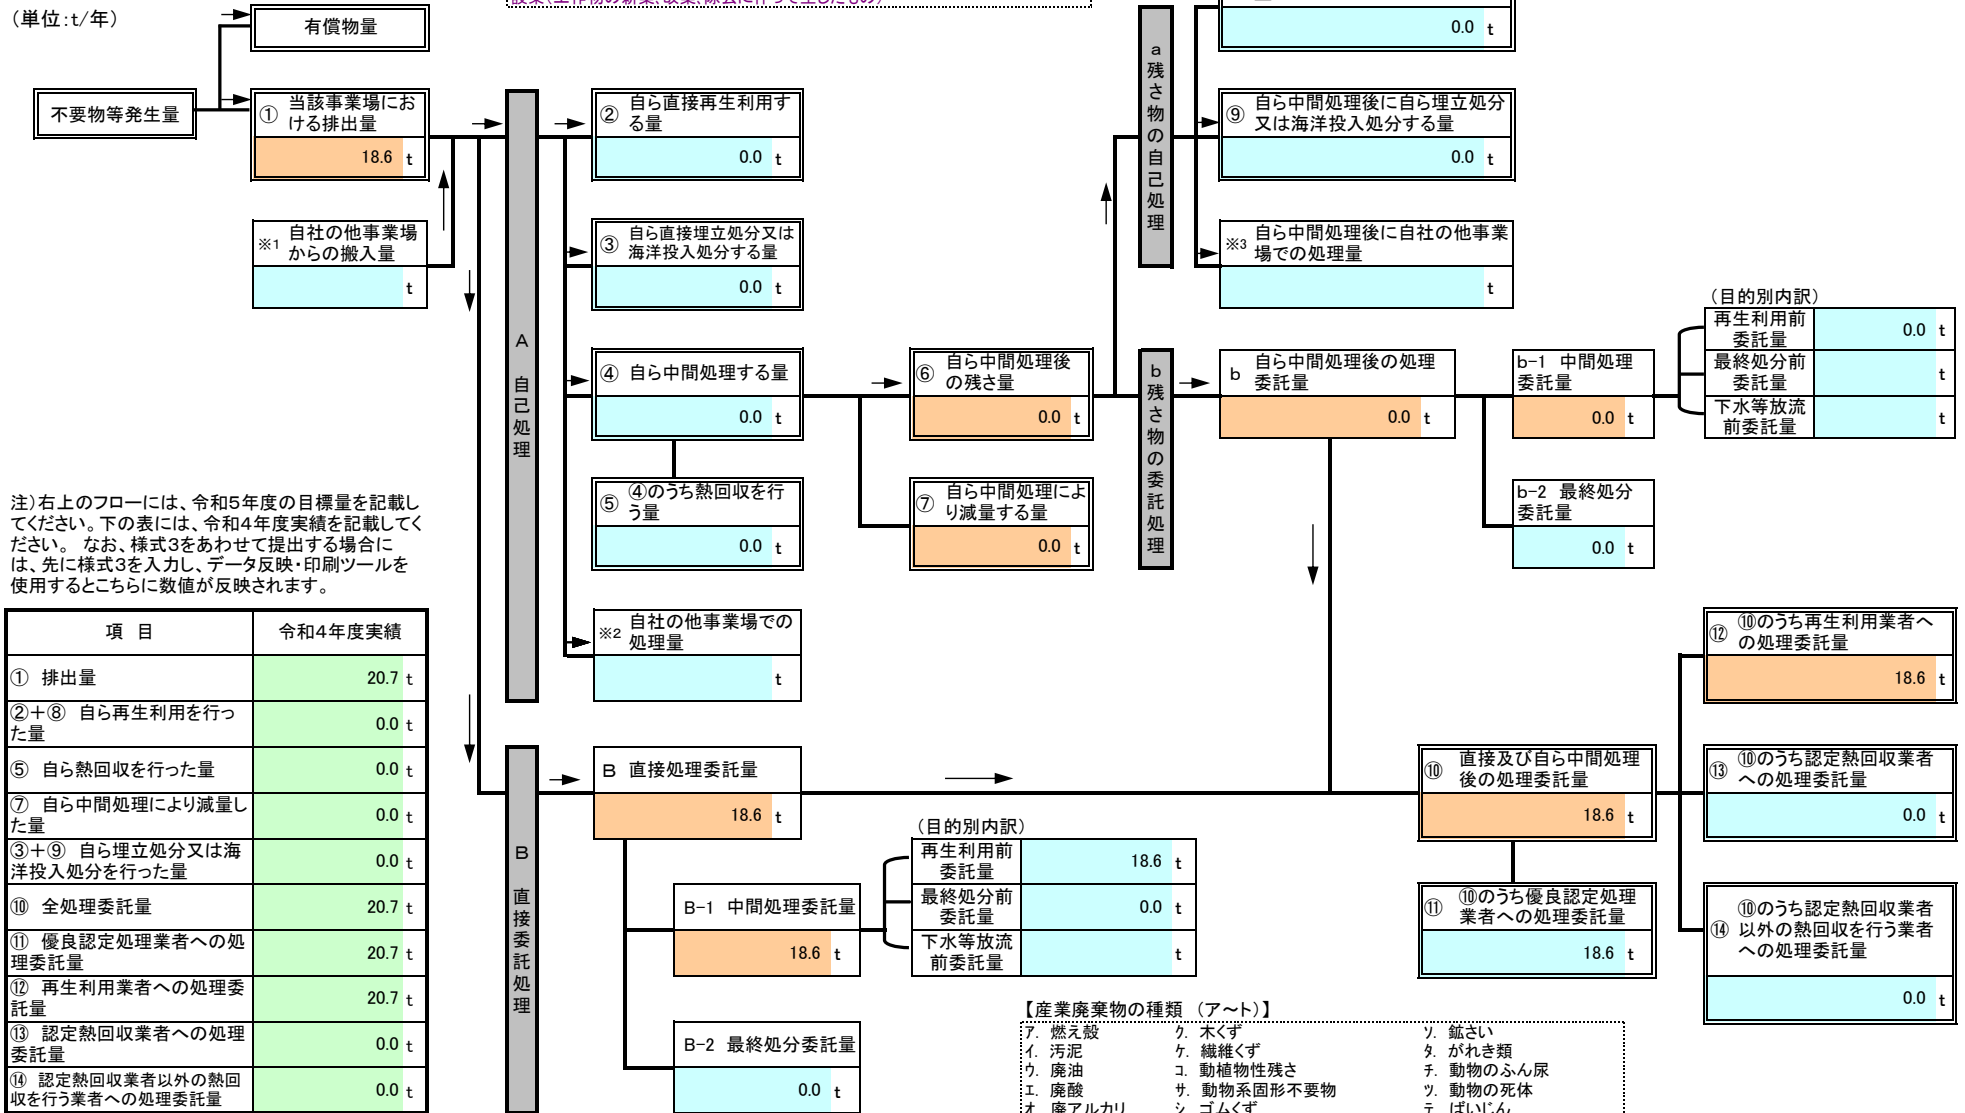 (単位:t/年)
有償物量
0.0 t
不要物等発生量
① 当該事業場にお
ける排出量
18.6 t
② 自ら直接再生利用す
る量
0.0 t
a
残さ物の自己処理
⑨ 自ら中間処理後に自ら埋立処分
又は海洋投入処分する量
0.0 t
※1 自社の他事業場
からの搬入量
t
③ 自ら直接埋立処分又は
海洋投入処分する量
0.0 t
※3 自ら中間処理後に自社の他事業
場での処理量
t
A 自己処理
④ 自ら中間処理する量
0.0 t
⑥ 自ら中間処理後
の残さ量
0.0 t
b
残さ物の委託処理
b 自ら中間処理後の処理
委託量
0.0 t
b-1 中間処理
委託量
0.0 t
(目的別内訳)
再生利用前
委託量
0.0 t
最終処分前
委託量
t
下水等放流
前委託量
t
⑤ ④のうち熱回収を行
う量
0.0 t
⑦ 自ら中間処理によ
り減量する量
0.0 t
b-2 最終処分
委託量
0.0 t
注)右上のフローには、令和5年度の目標量を記載し
てください。下の表には、令和4年度実績を記載してく
ださい。 なお、様式3をあわせて提出する場合に
は、先に様式3を入力し、データ反映・印刷ツールを
使用するとこちらに数値が反映されます。
項 目 令和4年度実績
① 排出量 20.7 t
②+⑧ 自ら再生利用を行っ
た量 0.0 t
⑤ 自ら熱回収を行った量 0.0 t
⑦ 自ら中間処理により減量し
た量 0.0 t
③+⑨ 自ら埋立処分又は海
洋投入処分を行った量 0.0 t
⑩ 全処理委託量 20.7 t
⑪ 優良認定処理業者への処
理委託量 20.7 t
⑫ 再生利用業者への処理委
託量 20.7 t
⑬ 認定熱回収業者への処理
委託量 0.0 t
⑭ 認定熱回収業者以外の熱回
収を行う業者への処理委託量 0.0 t
※2 自社の他事業場での
処理量
t
B 直接委託処理
B 直接処理委託量
18.6 t
(目的別内訳)
再生利用前
委託量
18.6 t
最終処分前
委託量
0.0 t
下水等放流
前委託量
t
B-1 中間処理委託量
18.6 t
B-2 最終処分委託量
0.0 t
⑩ 直接及び自ら中間処理
後の処理委託量
18.6 t
⑪ ⑩のうち優良認定処理
業者への処理委託量
18.6 t
⑫ ⑩のうち再生利用業者へ
の処理委託量
18.6 t
⑬ ⑩のうち認定熱回収業者
への処理委託量
0.0 t
⑭ ⑩のうち認定熱回収業者
以外の熱回収を行う業者
への処理委託量
0.0 t
【産業廃棄物の種類 (ア~ト)】
ア. 燃え殻 ク. 木くず ソ. 鉱さい
イ. 汚泥 ケ. 繊維くず タ. がれき類
ウ. 廃油 コ. 動植物性残さ チ. 動物のふん尿
エ. 廃酸 サ. 動物系固形不要物 ツ. 動物の死体
オ. 廃アルカリ シ. ゴムくず テ. ばいじん